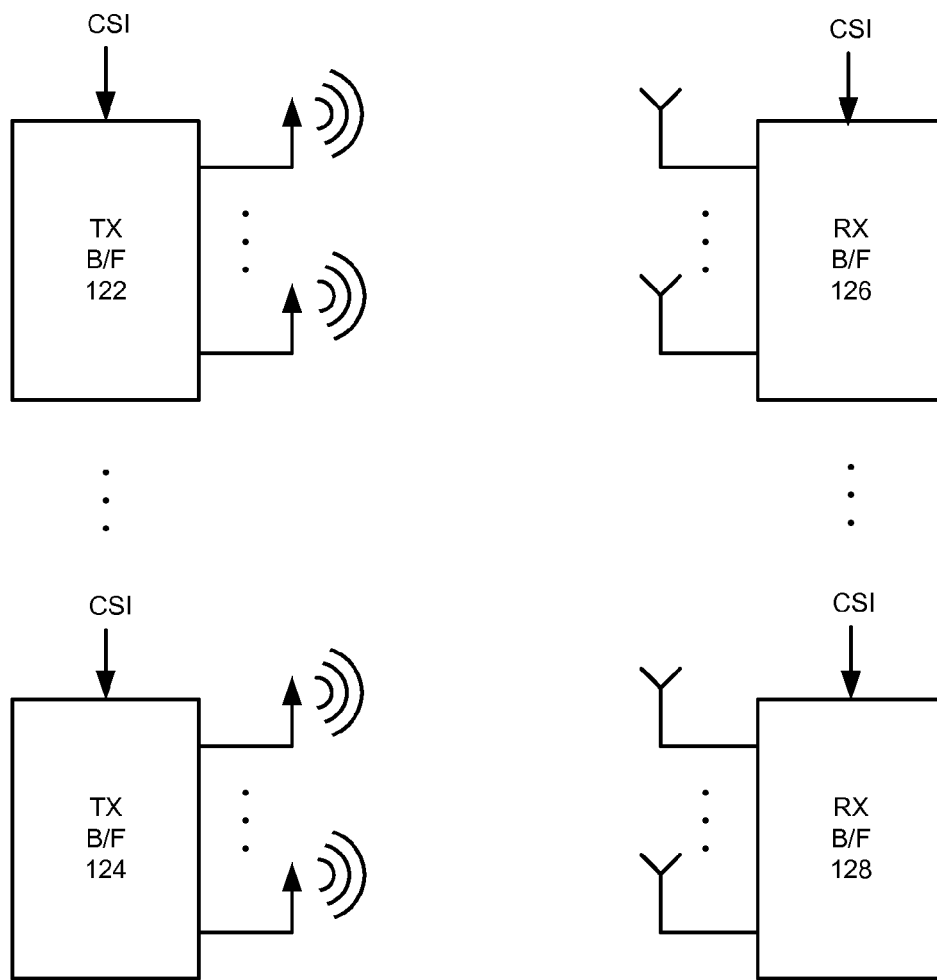 CSI
CSI
TX
B/F
122
RX
B/F
126
CSI
CSI
TX
B/F
124
RX
B/F
128